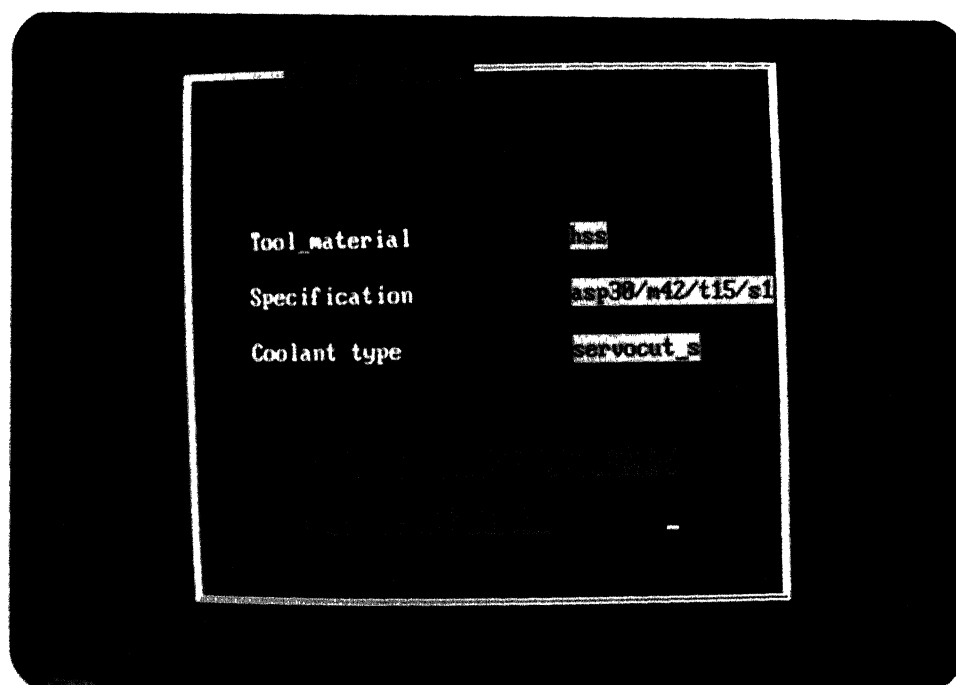 Tool_material hss
Specification asp30/m42/t15/s1
Coolant type servocut_s